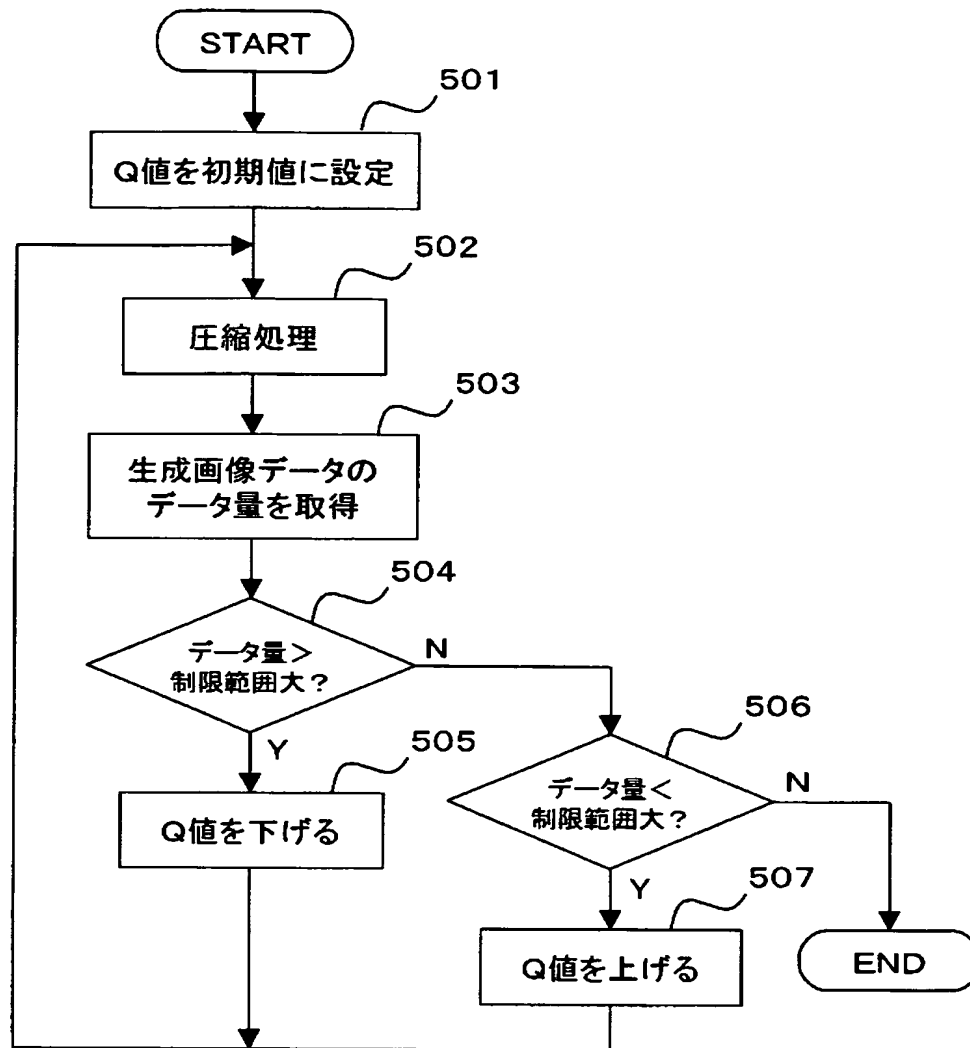 START
501
Q値を初期値に設定
502
圧縮処理
503
生成画像データの
データ量を取得
504
データ量>
制限範囲大?
N
Y
505
Q値を下げる
506
データ量<
制限範囲大?
N
Y
507
Q値を上げる
END